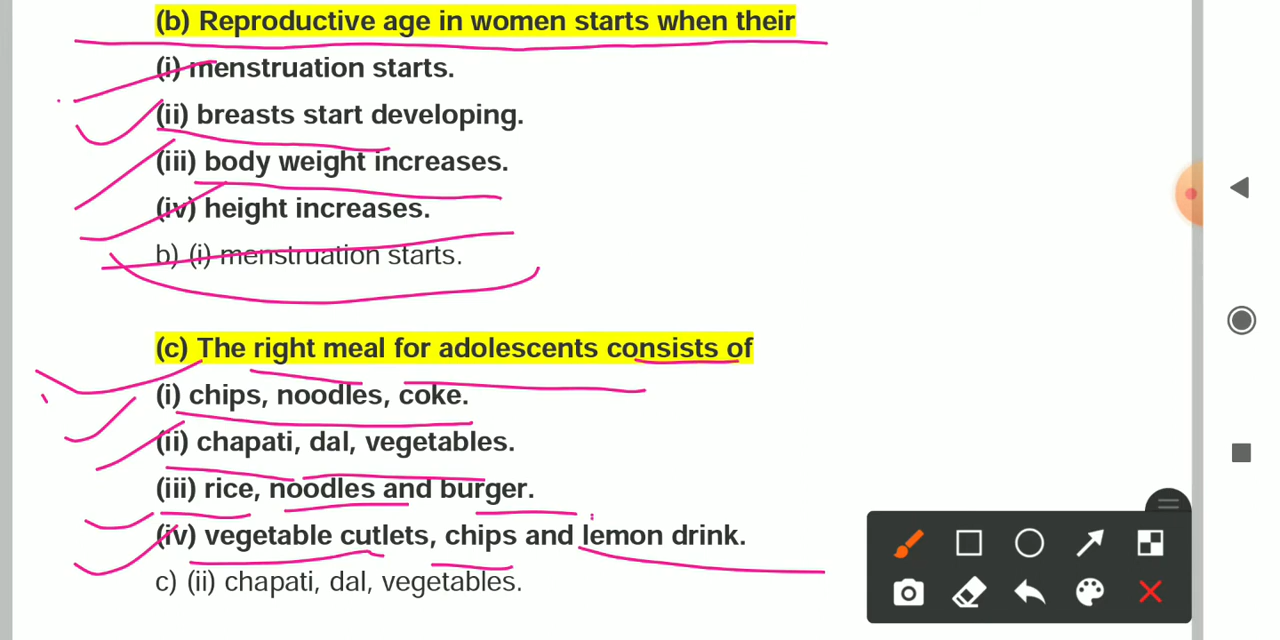 (b) Reproductive age in women starts when their
(i) menstruation starts.
(ii) breasts start developing.
(iii) body weight increases.
(iv) height increases.
b) (i) menstruation starts.
(c) The right meal for adolescents consists of
(i) chips, noodles, coke.
(ii) chapati, dal, vegetables.
(iii) rice, noodles and burger.
(iv) vegetable cutlets, chips and lemon drink.
c) (ii) chapati, dal, vegetables.